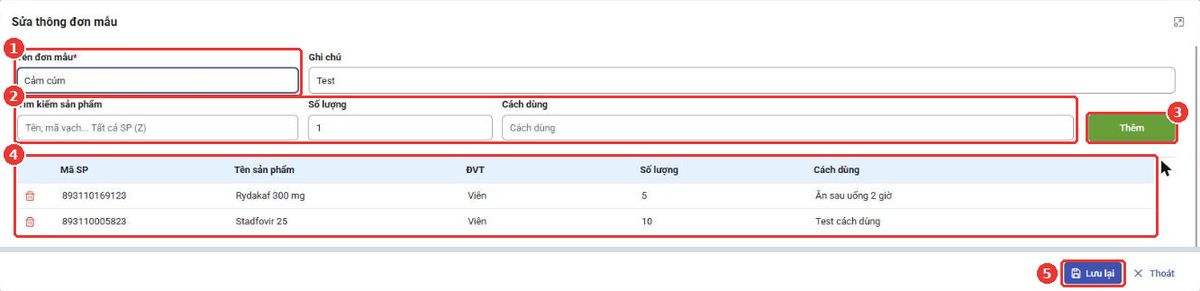 Sửa thông đơn mẫu
1
Tên đơn mẫu* Ghi chú
Cảm cúm Test
2
Tìm kiếm sản phẩm Số lượng Cách dùng
3
Tên, mã vạch... Tất cả SP (Z) 1 Cách dùng Thêm
4
Mã SP Tên sản phẩm ĐVT Số lượng Cách dùng
893110169123 Rydakaf 300 mg Viên 5 Ăn sau uống 2 giờ
893110005823 Stadfovir 25 Viên 10 Test cách dùng
5 Lưu lại Thoát